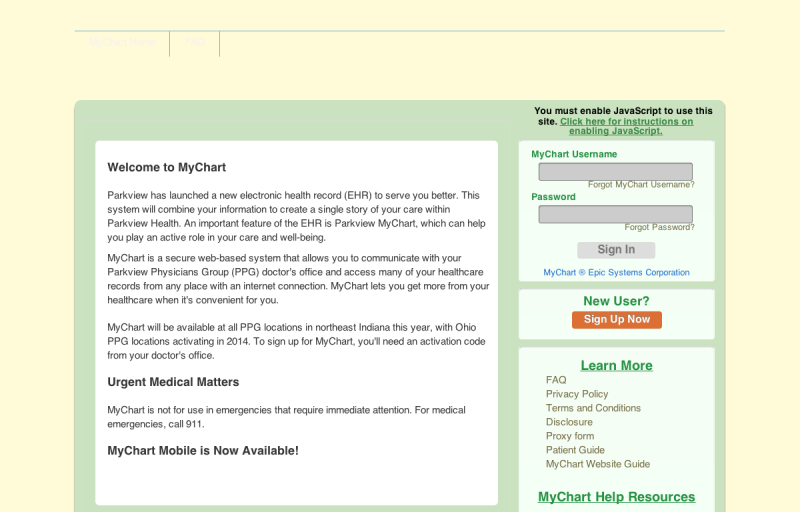 MyChart Home
FAQ
You must enable JavaScript to use this
site. Click here for instructions on
enabling JavaScript.
Welcome to MyChart
Parkview has launched a new electronic health record (EHR) to serve you better. This
system will combine your information to create a single story of your care within
Parkview Health. An important feature of the EHR is Parkview MyChart, which can help
you play an active role in your care and well-being.
MyChart is a secure web-based system that allows you to communicate with your
Parkview Physicians Group (PPG) doctor's office and access many of your healthcare
records from any place with an internet connection. MyChart lets you get more from your
healthcare when it's convenient for you.
MyChart will be available at all PPG locations in northeast Indiana this year, with Ohio
PPG locations activating in 2014. To sign up for MyChart, you'll need an activation code
from your doctor's office.
Urgent Medical Matters
MyChart is not for use in emergencies that require immediate attention. For medical
emergencies, call 911.
MyChart Mobile is Now Available!
MyChart Username
Forgot MyChart Username?
Password
Forgot Password?
Sign In
MyChart ® Epic Systems Corporation
New User?
Sign Up Now
Learn More
FAQ
Privacy Policy
Terms and Conditions
Disclosure
Proxy form
Patient Guide
MyChart Website Guide
MyChart Help Resources